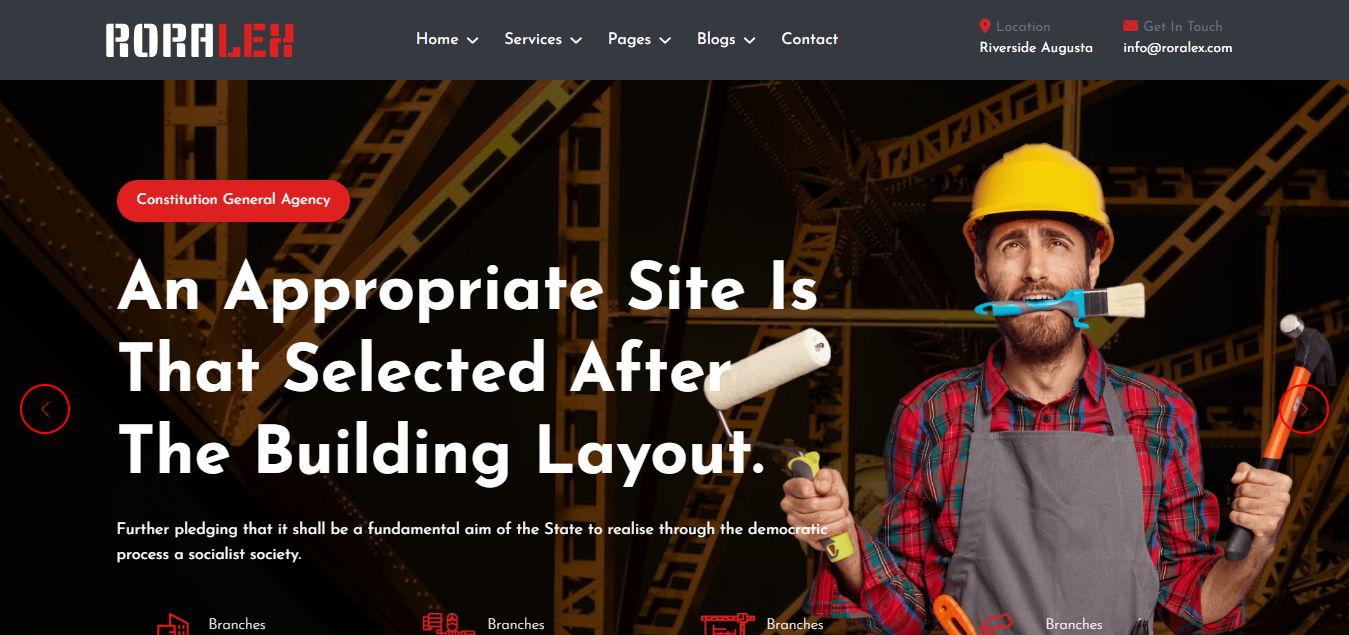 RORALEX
Home
Services
Pages
Blogs
Contact
Location
Riverside Augusta
Get In Touch
info@roralex.com
Constitution General Agency
An Appropriate Site Is
That Selected After
The Building Layout.
Further pledging that it shall be a fundamental aim of the State to realise through the democratic
process a socialist society.
Branches
Branches
Branches
Branches